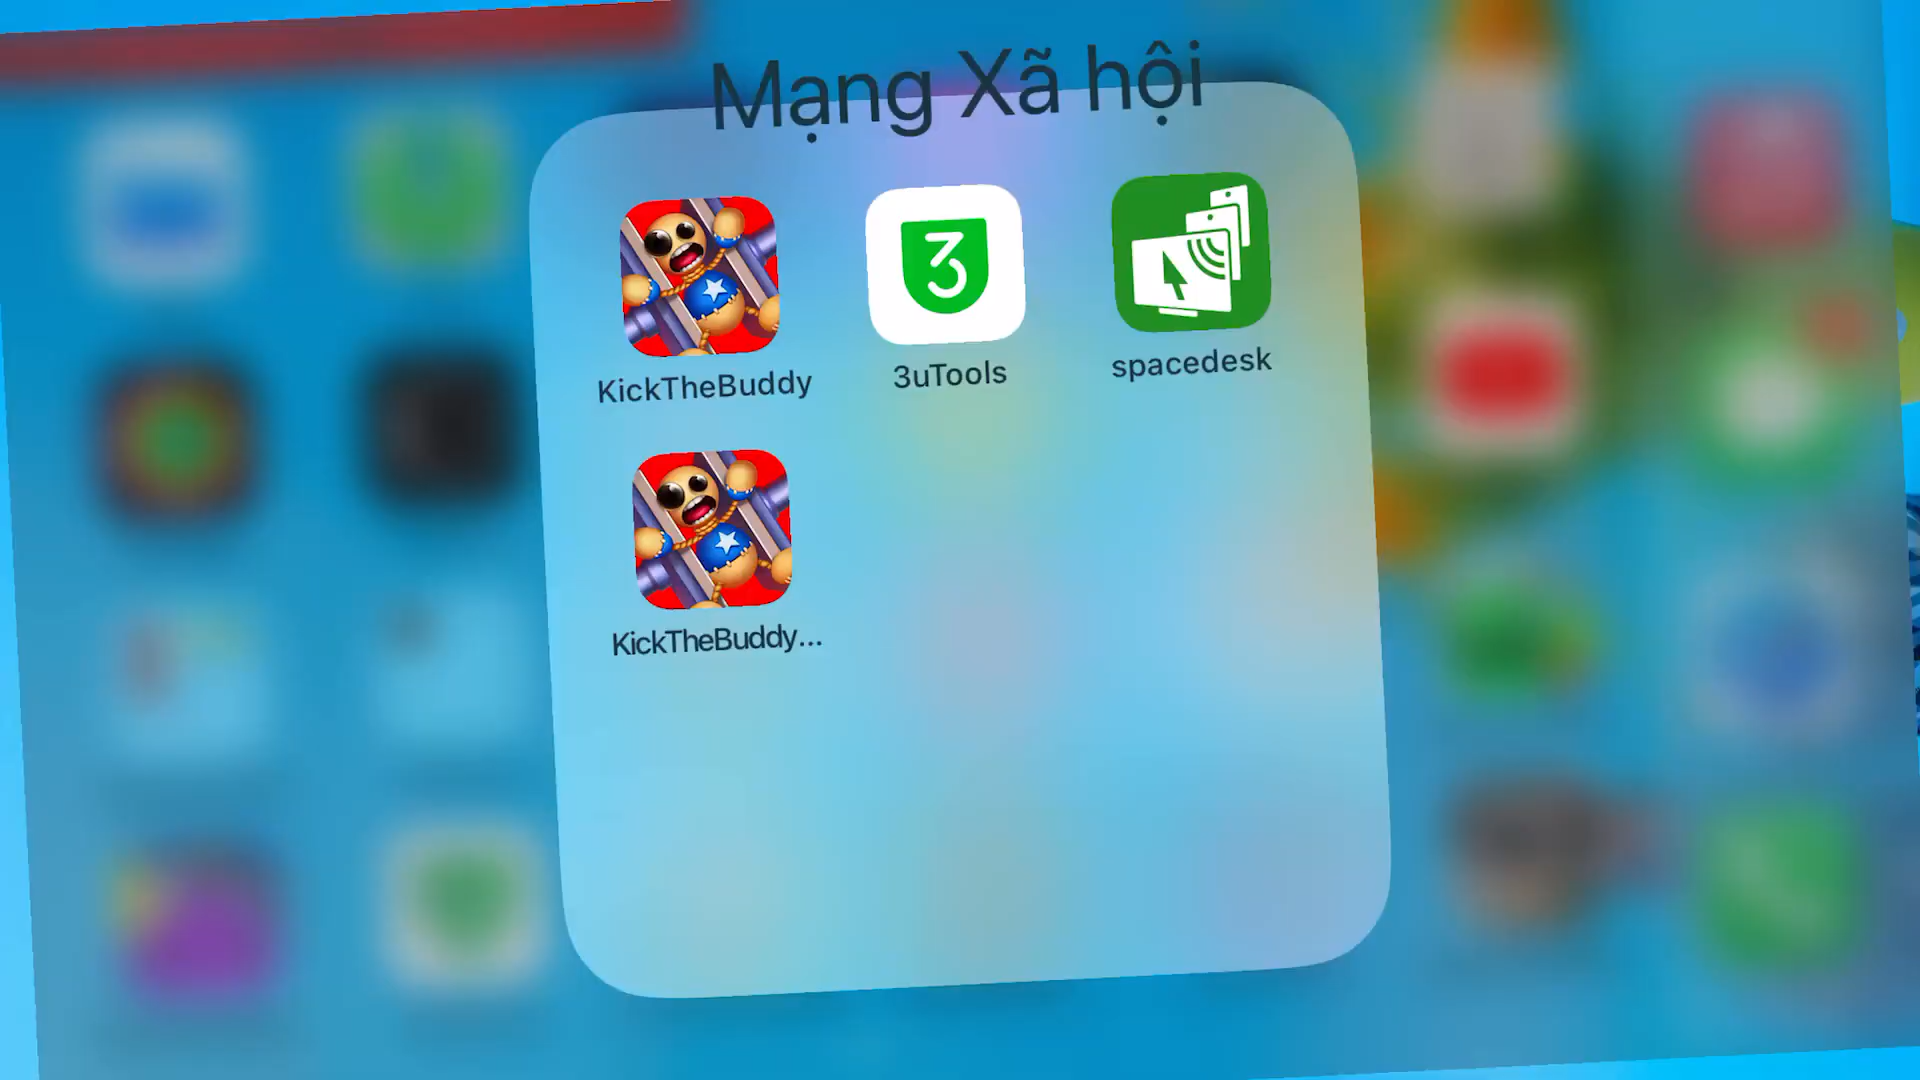 Mạng Xã hội
KickTheBuddy
3uTools
spacedesk
KickTheBuddy...